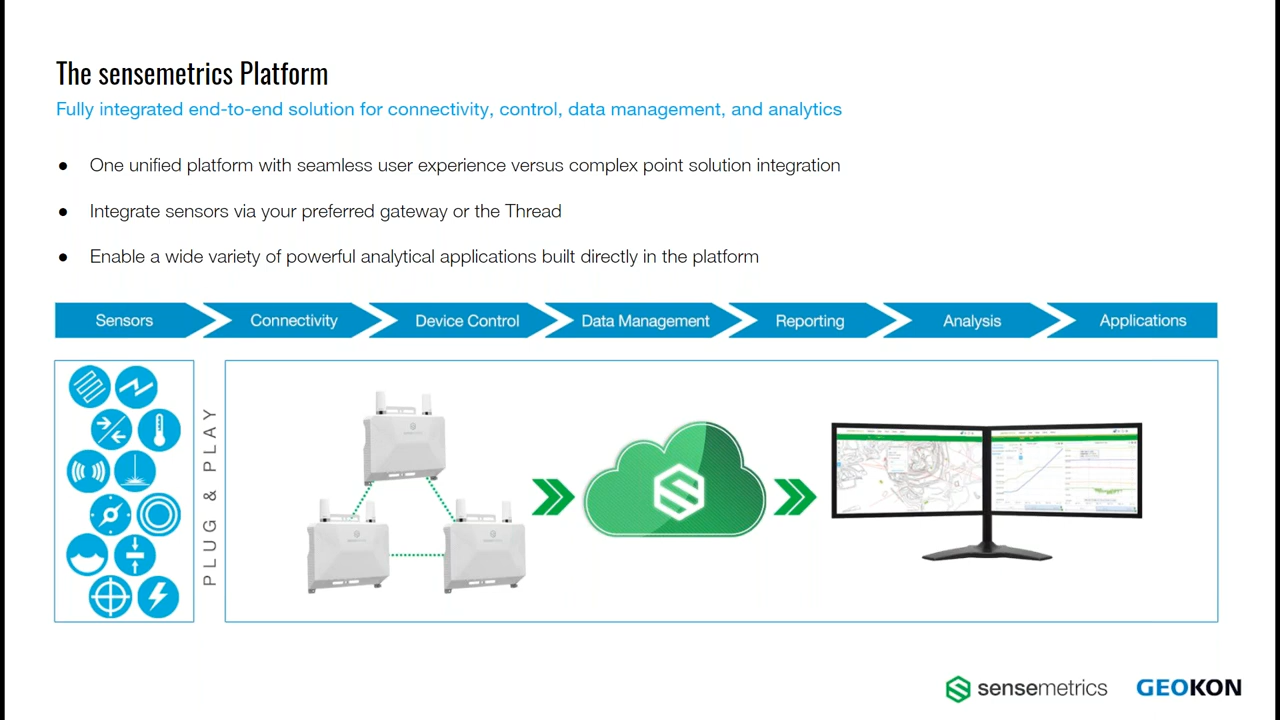 The sensemetrics Platform
Fully integrated end-to-end solution for connectivity, control, data management, and analytics
● One unified platform with seamless user experience versus complex point solution integration
● Integrate sensors via your preferred gateway or the Thread
● Enable a wide variety of powerful analytical applications built directly in the platform
Sensors Connectivity Device Control Data Management Reporting Analysis Applications
PLUG & PLAY
sensemetrics GEOKON